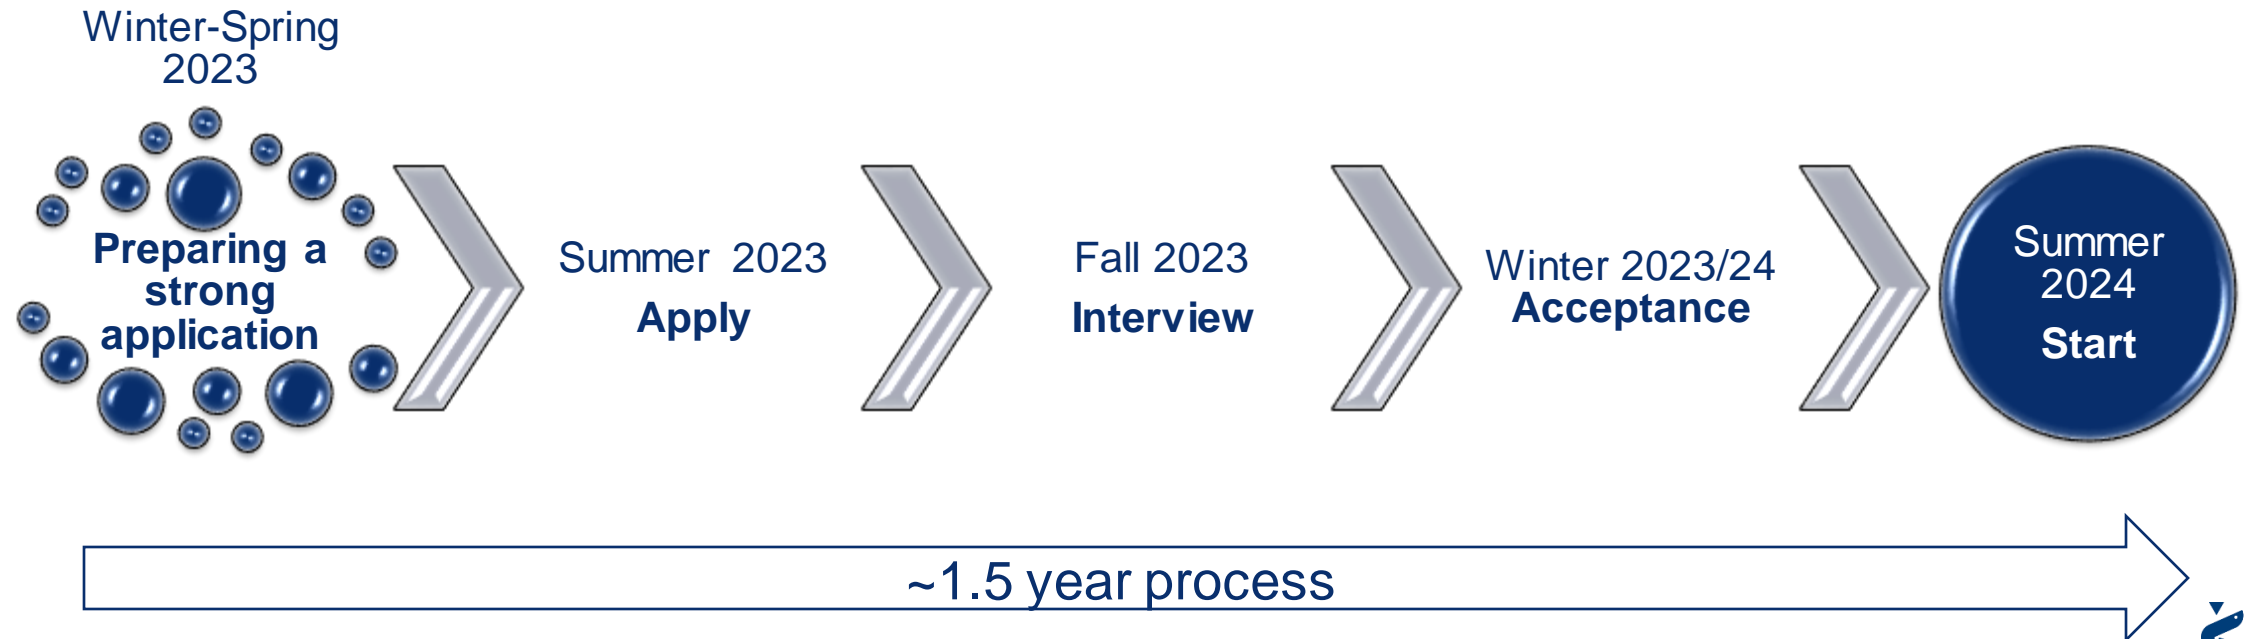 Winter-Spring
2023
Preparing a
strong
application
Summer 2023
Apply
Fall 2023
Interview
Winter 2023/24
Acceptance
Summer
2024
Start
~1.5 year process